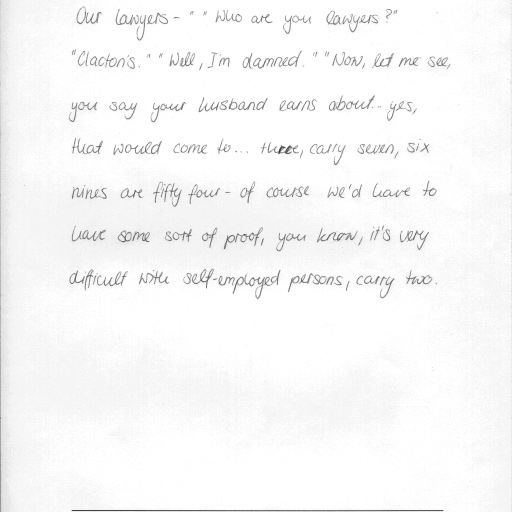 Our lawyers - " " Who are you lawyers ?"
"Clacton's. " " Well, I'm damned. " " Now, let me see,
you say your husband earns about.. yes,
that would come to... three, carry seven, six
nines are fifty four - of course we'd have to
have some sort of proof, you know, it's very
difficult with self-employed persons, carry two.